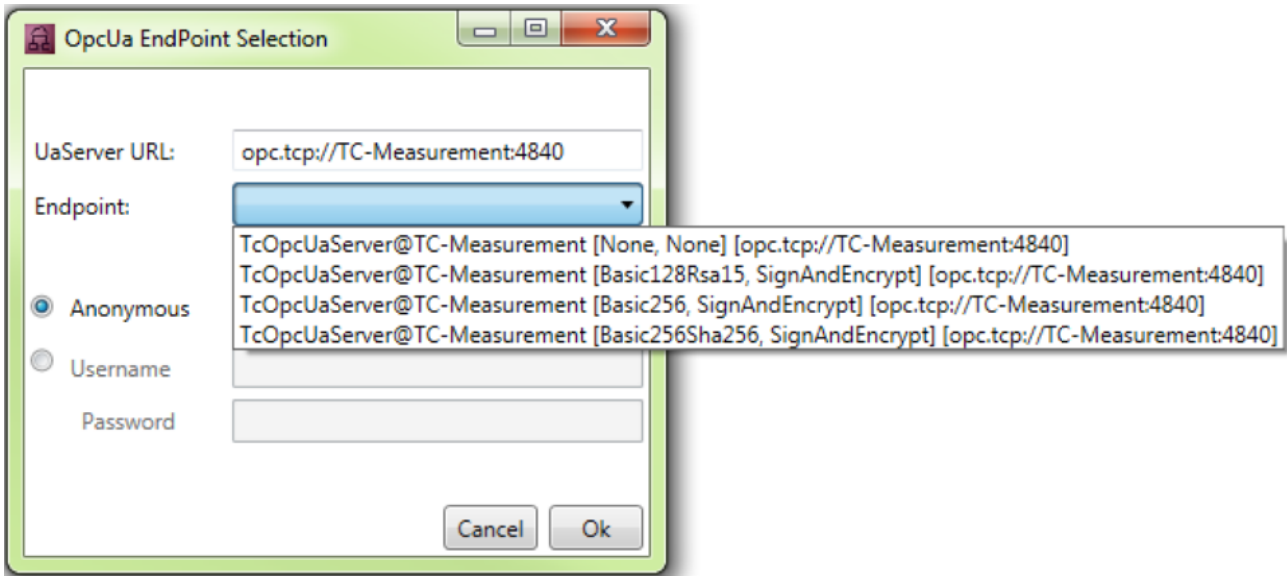 OpcUa EndPoint Selection
UaServer URL: opc.tcp://TC-Measurement:4840
Endpoint:
TcOpcUaServer@TC-Measurement [None, None] [opc.tcp://TC-Measurement:4840]
TcOpcUaServer@TC-Measurement [Basic128Rsa15, SignAndEncrypt] [opc.tcp://TC-Measurement:4840]
TcOpcUaServer@TC-Measurement [Basic256, SignAndEncrypt] [opc.tcp://TC-Measurement:4840]
TcOpcUaServer@TC-Measurement [Basic256Sha256, SignAndEncrypt] [opc.tcp://TC-Measurement:4840]
Anonymous
Username
Password
Cancel Ok